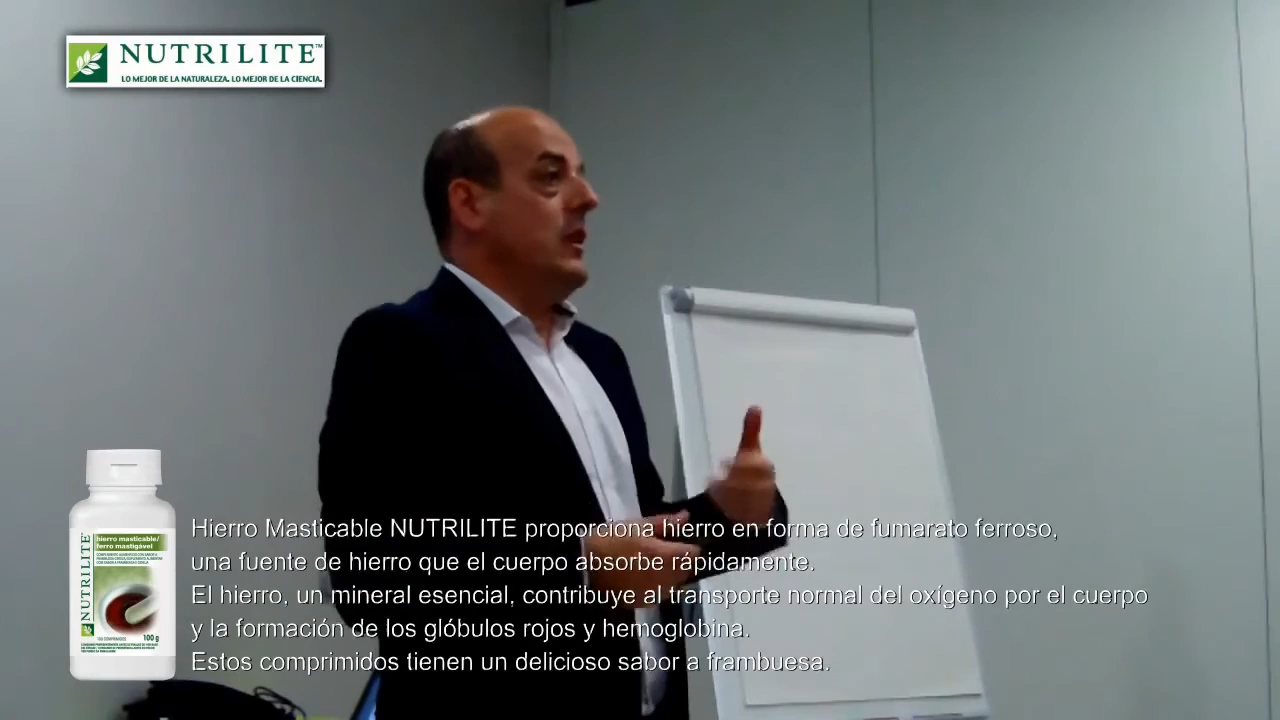 NUTRILITE™
LO MEJOR DE LA NATURALEZA. LO MEJOR DE LA CIENCIA.
NUTRILITE
hierro masticable/
ferro mastigável
100 g
Hierro Masticable NUTRILITE proporciona hierro en forma de fumarato ferroso,
una fuente de hierro que el cuerpo absorbe rápidamente.
El hierro, un mineral esencial, contribuye al transporte normal del oxígeno por el cuerpo
y la formación de los glóbulos rojos y hemoglobina.
Estos comprimidos tienen un delicioso sabor a frambuesa.